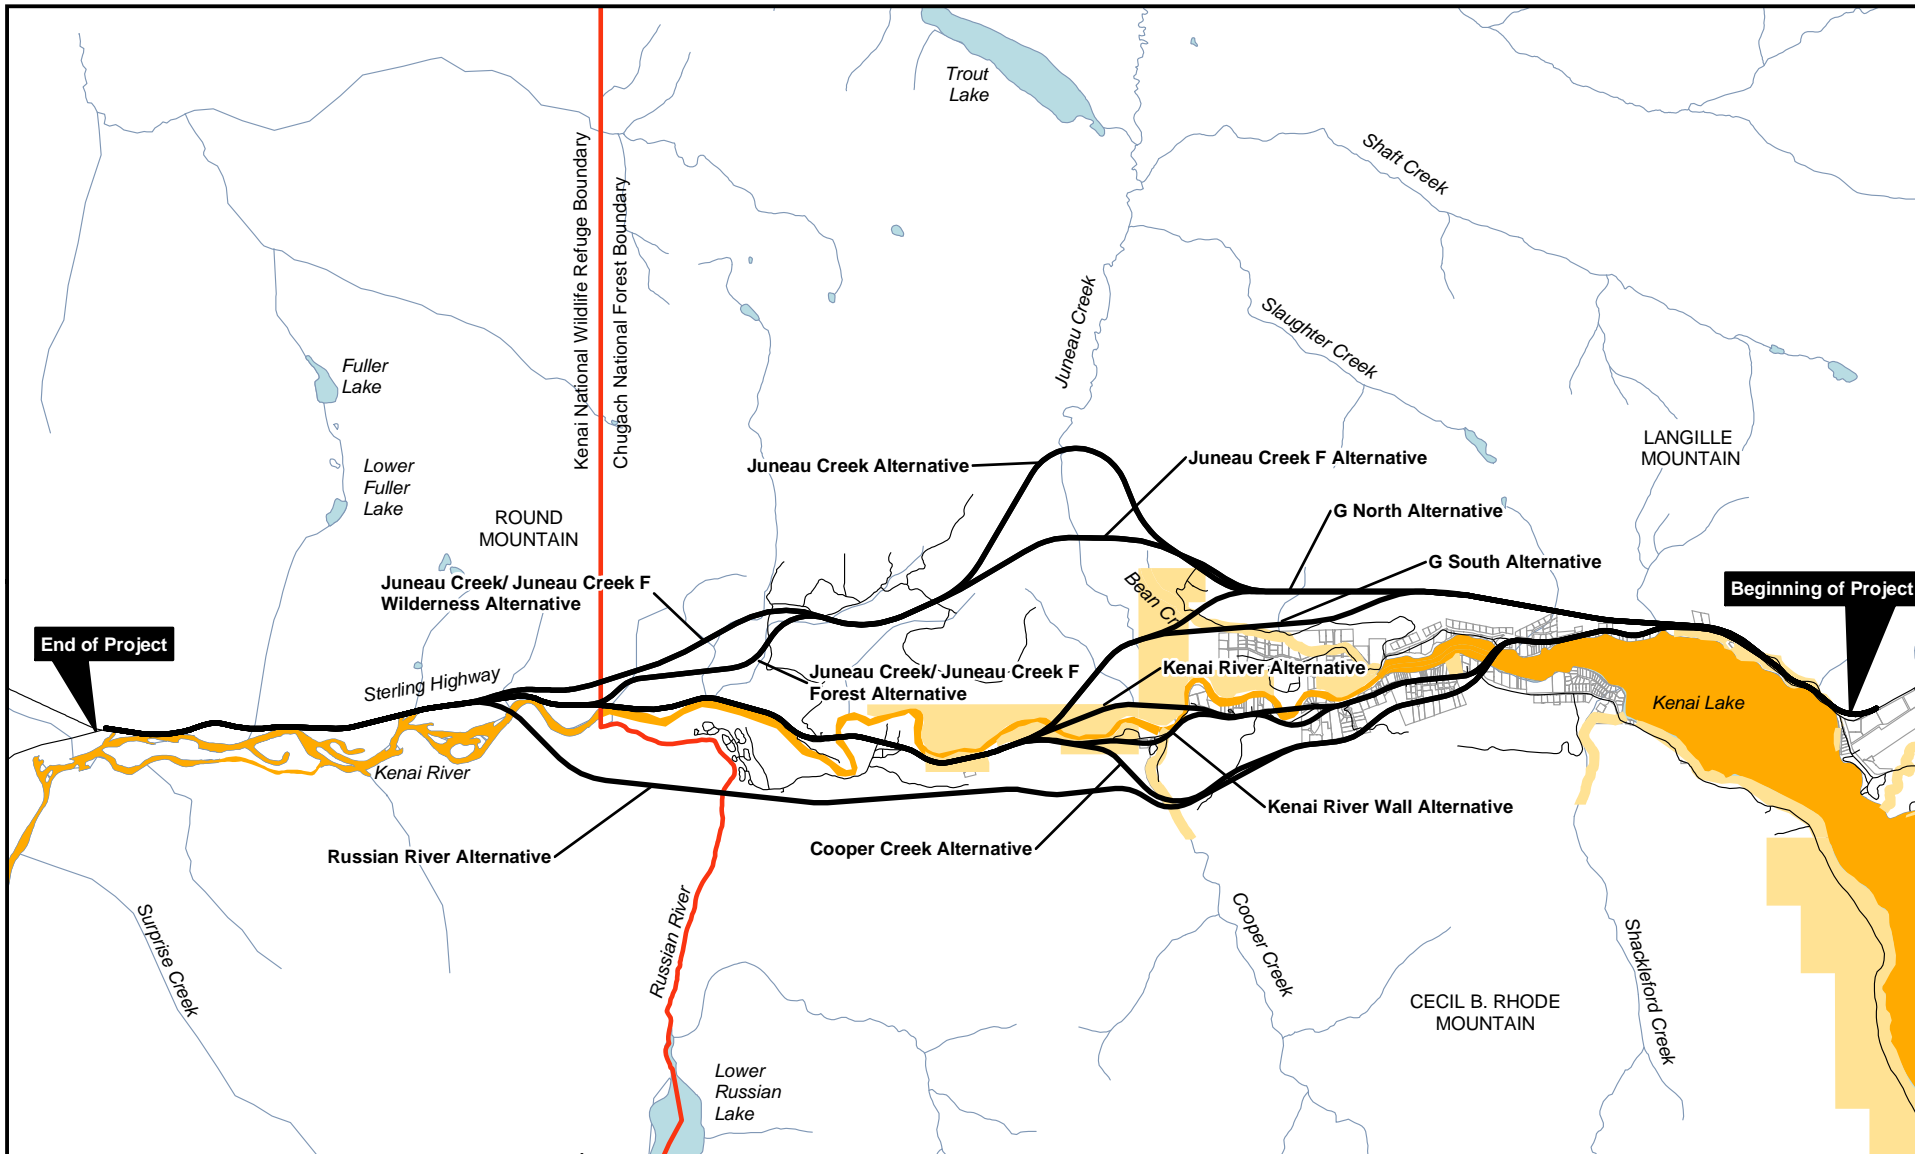 Trout
Lake
Shaft Creek
Kenai National Wildlife Refuge Boundary
Chugach National Forest Boundary
Juneau Creek
Slaughter Creek
Fuller
Lake
LANGILLE
MOUNTAIN
Lower
Fuller
Lake
Juneau Creek Alternative
Juneau Creek F Alternative
G North Alternative
ROUND
MOUNTAIN
G South Alternative
Juneau Creek/ Juneau Creek F
Wilderness Alternative
Bean Cr
Beginning of Project
End of Project
Sterling Highway
Juneau Creek/ Juneau Creek F
Forest Alternative
Kenai River Alternative
Kenai Lake
Kenai River
Kenai River Wall Alternative
Russian River Alternative
Cooper Creek Alternative
Surprise Creek
Russian River
Cooper Creek
Shackleford Creek
CECIL B. RHODE
MOUNTAIN
Lower
Russian
Lake